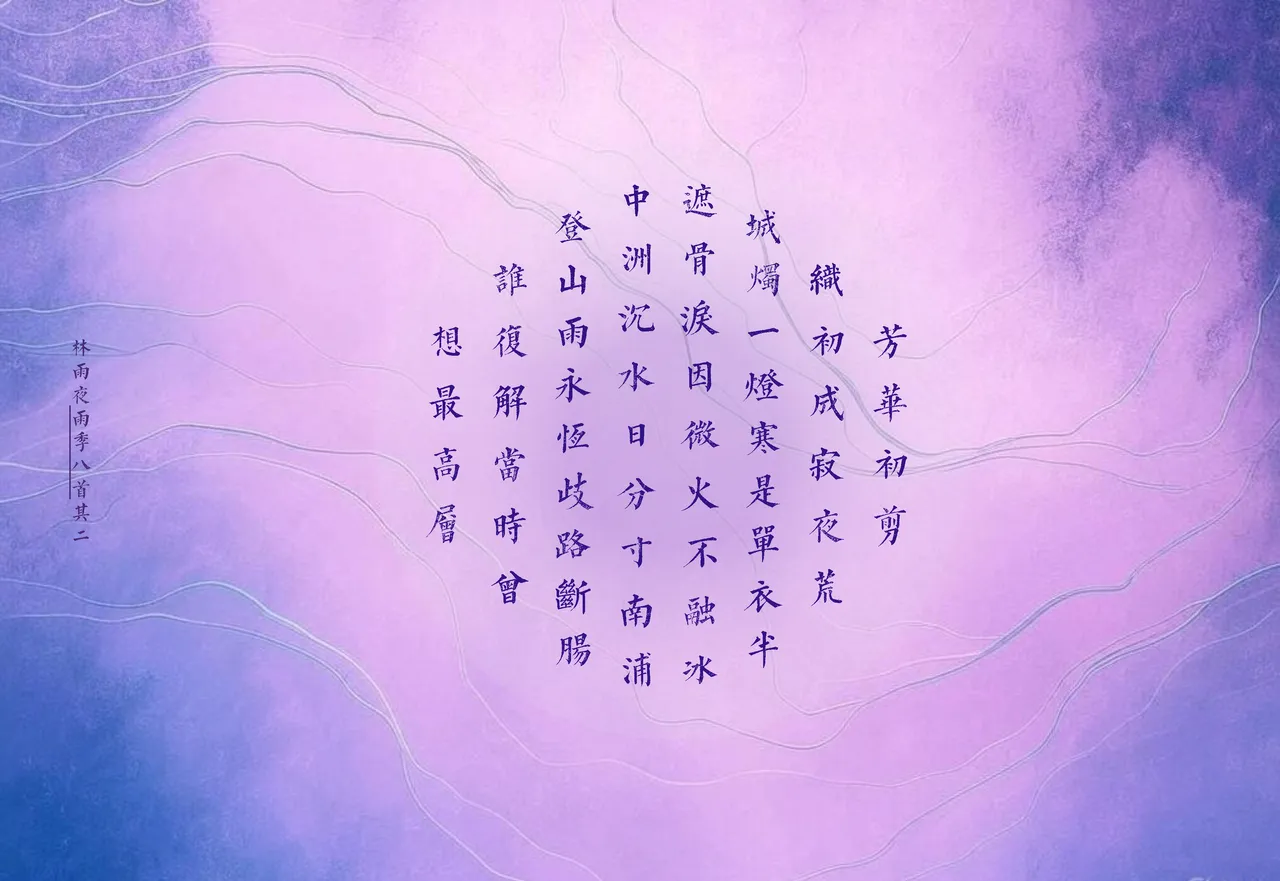 芳華初剪
織初成寂夜荒
城燭一燈寒是單衣半
遮骨淚因微火不融冰
中洲沉水日分寸南浦
登山雨永恆歧路斷腸
誰復解當時曾
想最高層
林雨夜雨季八首其二